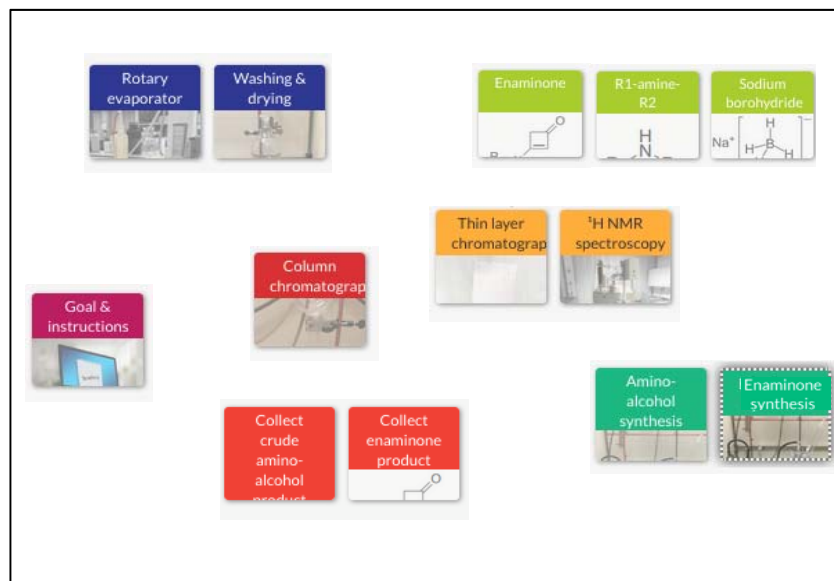 Rotary
evaporator
Washing &
drying
Enaminone
R1-amine-
R2
Sodium
borohydride
O
H
N
H
Na⁺
H
B
H
Thin layer
chromatograp
¹H NMR
spectroscopy
Column
chromatograp
Goal &
instructions
Amino-
alcohol
synthesis
Enaminone
synthesis
Collect
crude
amino-
alcohol
product
Collect
enaminone
product
O